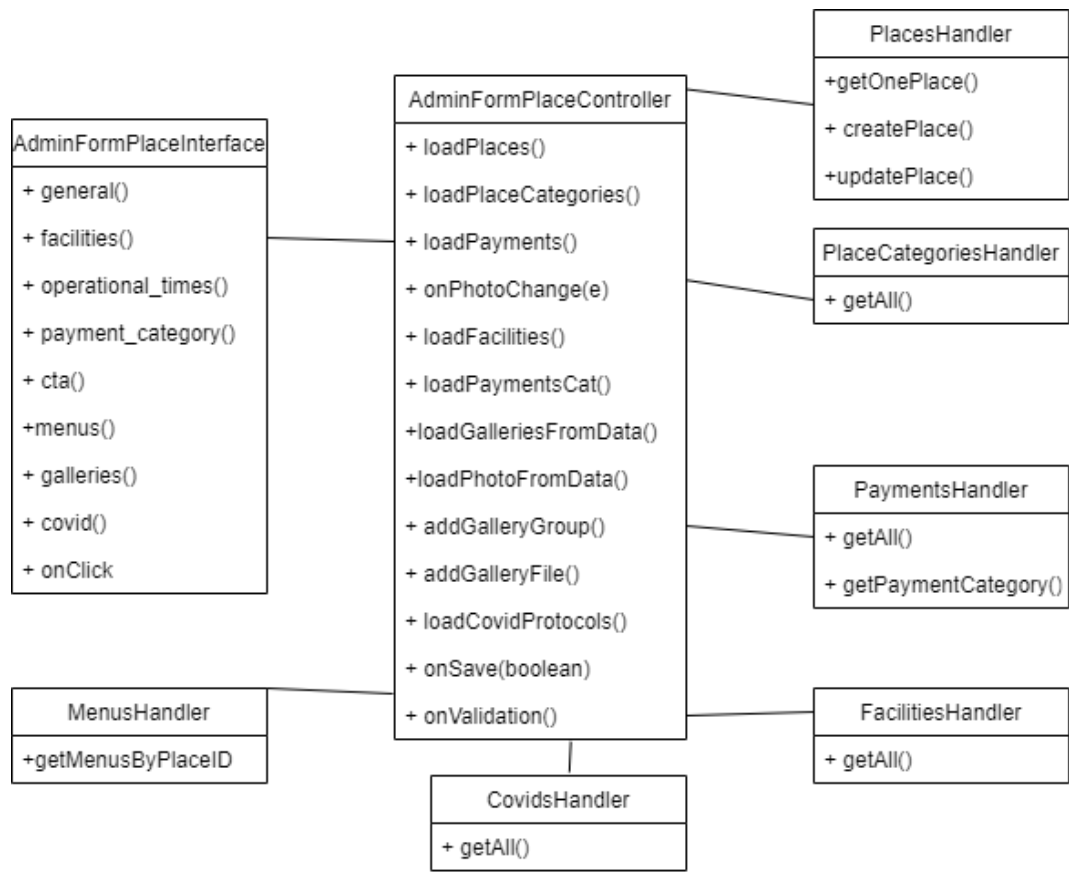 AdminFormPlaceInterface
+ general()
+ facilities()
+ operational_times()
+ payment_category()
+ cta()
+menus()
+ galleries()
+ covid()
+ onClick
MenusHandler
+getMenusByPlaceID
AdminFormPlaceController
+ loadPlaces()
+ loadPlaceCategories()
+ loadPayments()
+ onPhotoChange(e)
+ loadFacilities()
+ loadPaymentsCat()
+loadGalleriesFromData()
+loadPhotoFromData()
+ addGalleryGroup()
+ addGalleryFile()
+ loadCovidProtocols()
+ onSave(boolean)
+ onValidation()
CovidsHandler
+ getAll()
PlacesHandler
+getOnePlace()
+ createPlace()
+updatePlace()
PlaceCategoriesHandler
+ getAll()
PaymentsHandler
+ getAll()
+ getPaymentCategory()
FacilitiesHandler
+ getAll()